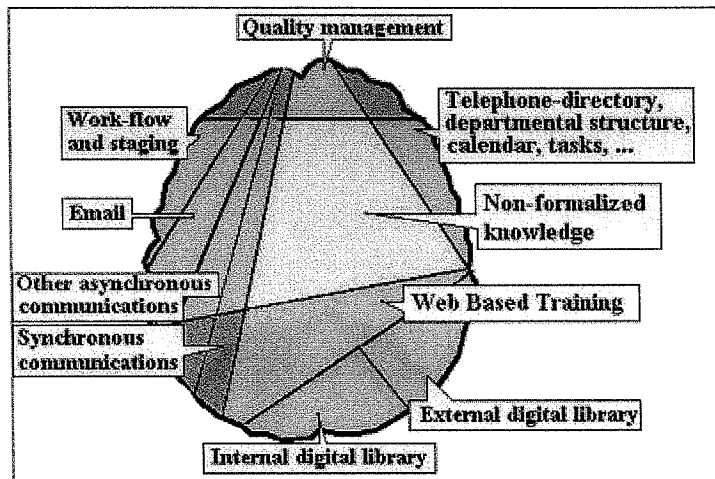 Quality management
Work-flow
and staging
Telephone-directory,
departmental structure,
calendar, tasks, ...
Email
Non-formalized
knowledge
Other asynchronous
communications
Web Based Training
Synchronous
communications
External digital library
Internal digital library